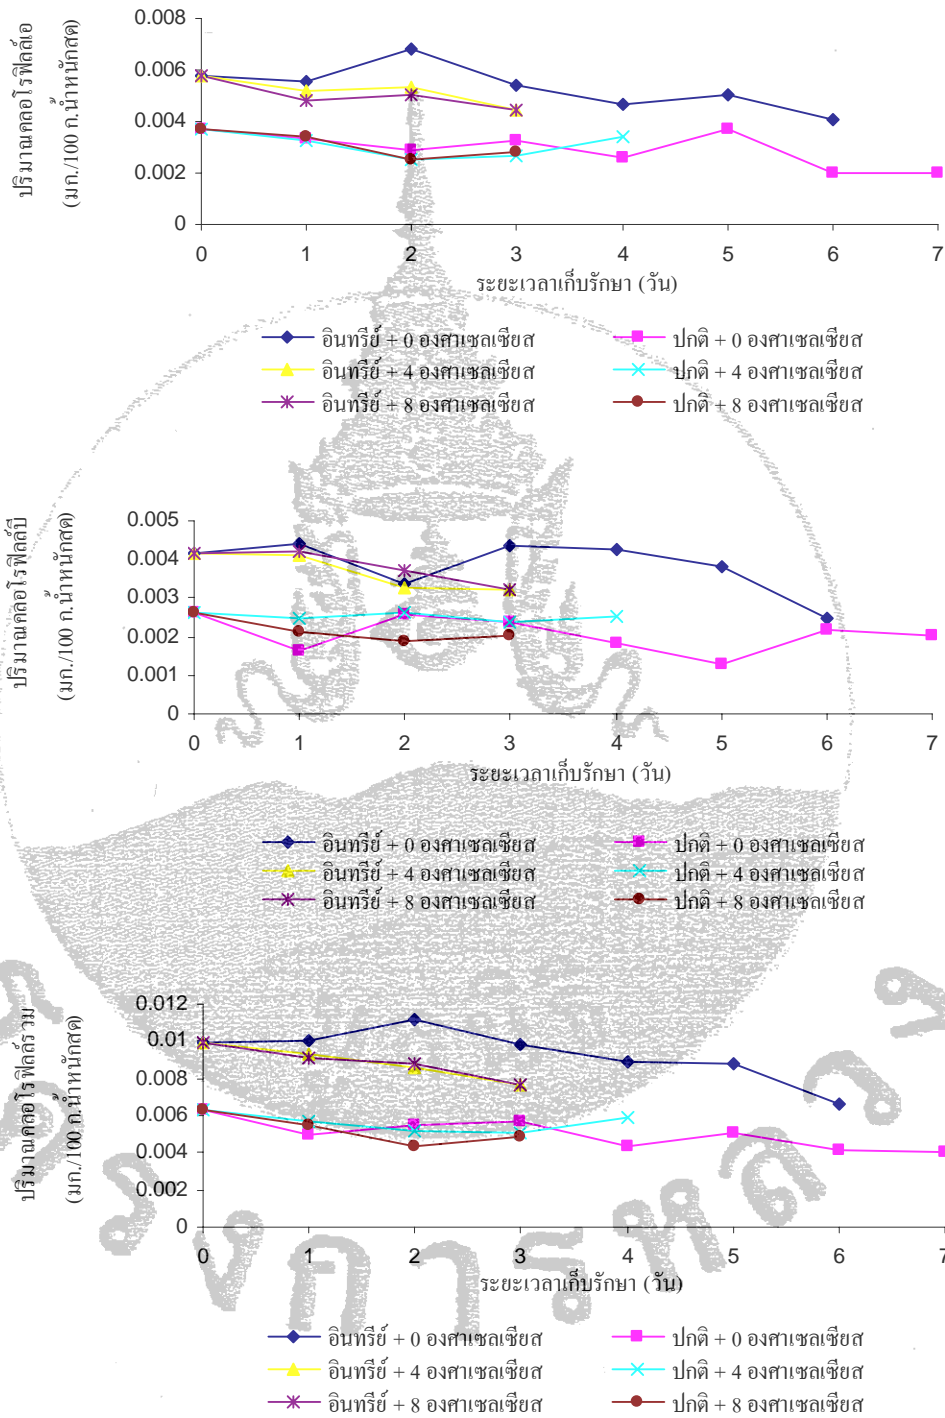 ปริมาณคลอโรฟิลล์เอ
(มก./100 ก.น้ำหนักสด)
0.008
0.006
0.004
0.002
0
0 1 2 3 4 5 6 7
ระยะเวลาเก็บรักษา (วัน)
อินทรีย์ + 0 องศาเซลเซียส ปกติ + 0 องศาเซลเซียส
อินทรีย์ + 4 องศาเซลเซียส ปกติ + 4 องศาเซลเซียส
อินทรีย์ + 8 องศาเซลเซียส ปกติ + 8 องศาเซลเซียส
ปริมาณคลอโรฟิลล์บี
(มก./100 ก.น้ำหนักสด)
0.005
0.004
0.003
0.002
0.001
0
0 1 2 3 4 5 6 7
ระยะเวลาเก็บรักษา (วัน)
อินทรีย์ + 0 องศาเซลเซียส ปกติ + 0 องศาเซลเซียส
อินทรีย์ + 4 องศาเซลเซียส ปกติ + 4 องศาเซลเซียส
อินทรีย์ + 8 องศาเซลเซียส ปกติ + 8 องศาเซลเซียส
ปริมาณคลอโรฟิลล์รวม
(มก./100 ก.น้ำหนักสด)
0.012
0.01
0.008
0.006
0.004
0.002
0
0 1 2 3 4 5 6 7
ระยะเวลาเก็บรักษา (วัน)
อินทรีย์ + 0 องศาเซลเซียส ปกติ + 0 องศาเซลเซียส
อินทรีย์ + 4 องศาเซลเซียส ปกติ + 4 องศาเซลเซียส
อินทรีย์ + 8 องศาเซลเซียส ปกติ + 8 องศาเซลเซียส